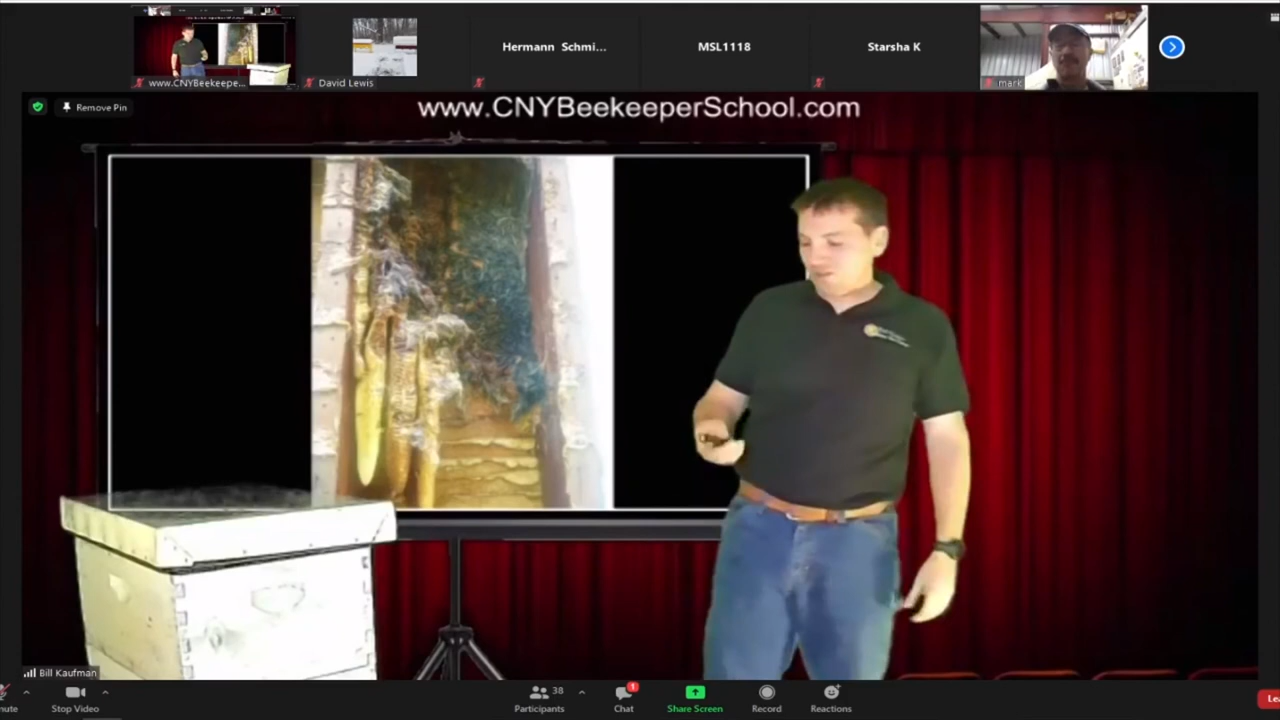 www.CNYBeekeepe...
David Lewis
Hermann Schmi...
MSL1118
Starsha K
mark
Remove Pin
www.CNYBeekeeperSchool.com
Bill Kaufman
Stop Video
Participants
38
Chat
1
Share Screen
Record
Reactions